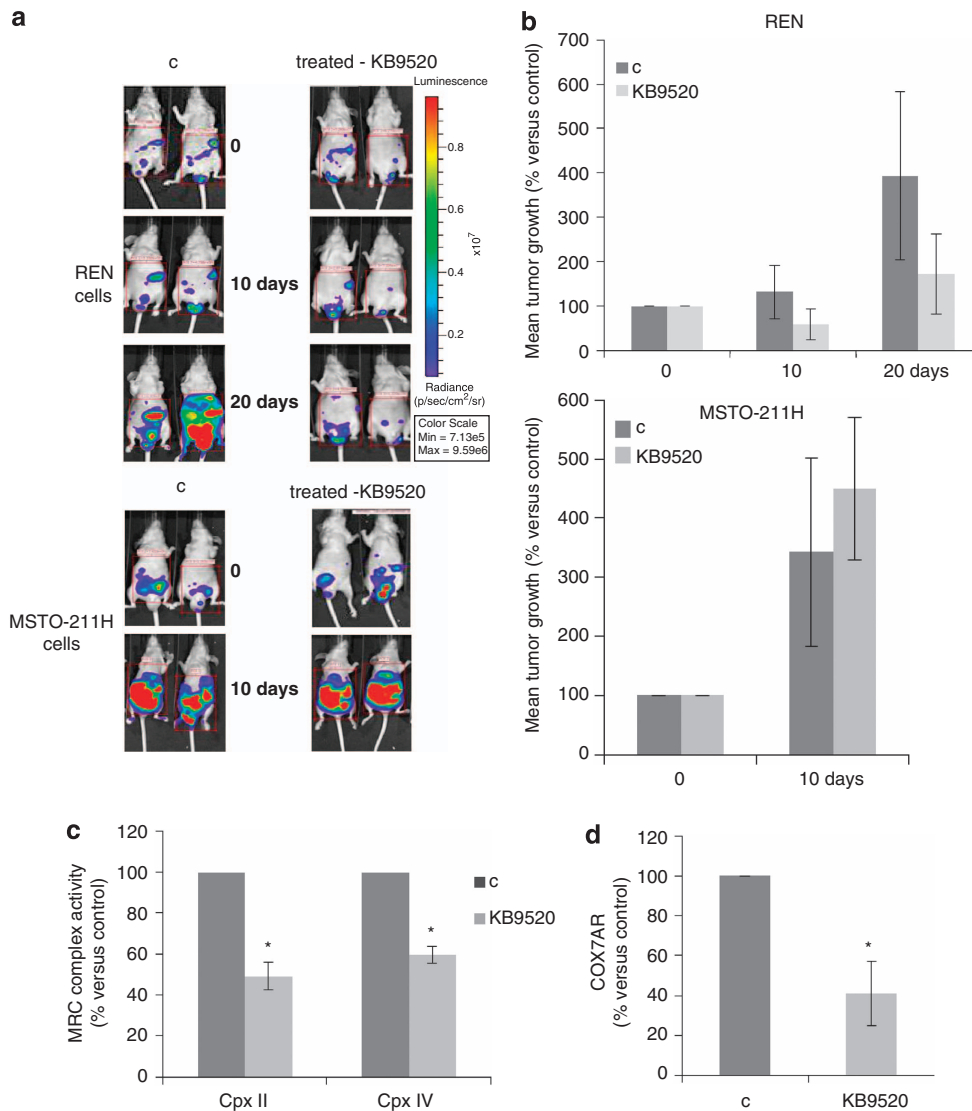 a
c
treated - KB9520
Luminescence
0
0.8
0.6
x10⁷
REN
cells
10 days
0.4
0.2
20 days
Radiance
(p/sec/cm²/sr)
Color Scale
Min = 7.13e5
Max = 9.59e6
c
treated -KB9520
0
MSTO-211H
cells
10 days
b
REN
Mean tumor growth (% versus control)
700
600
500
400
300
200
100
0
c
KB9520
0
10
20 days
MSTO-211H
Mean tumor growth (% versus control)
600
500
400
300
200
100
0
c
KB9520
0
10 days
c
MRC complex activity
(% versus control)
120
100
80
60
40
20
0
*
*
c
KB9520
Cpx II
Cpx IV
d
COX7AR
(% versus control)
120
100
80
60
40
20
0
*
c
KB9520